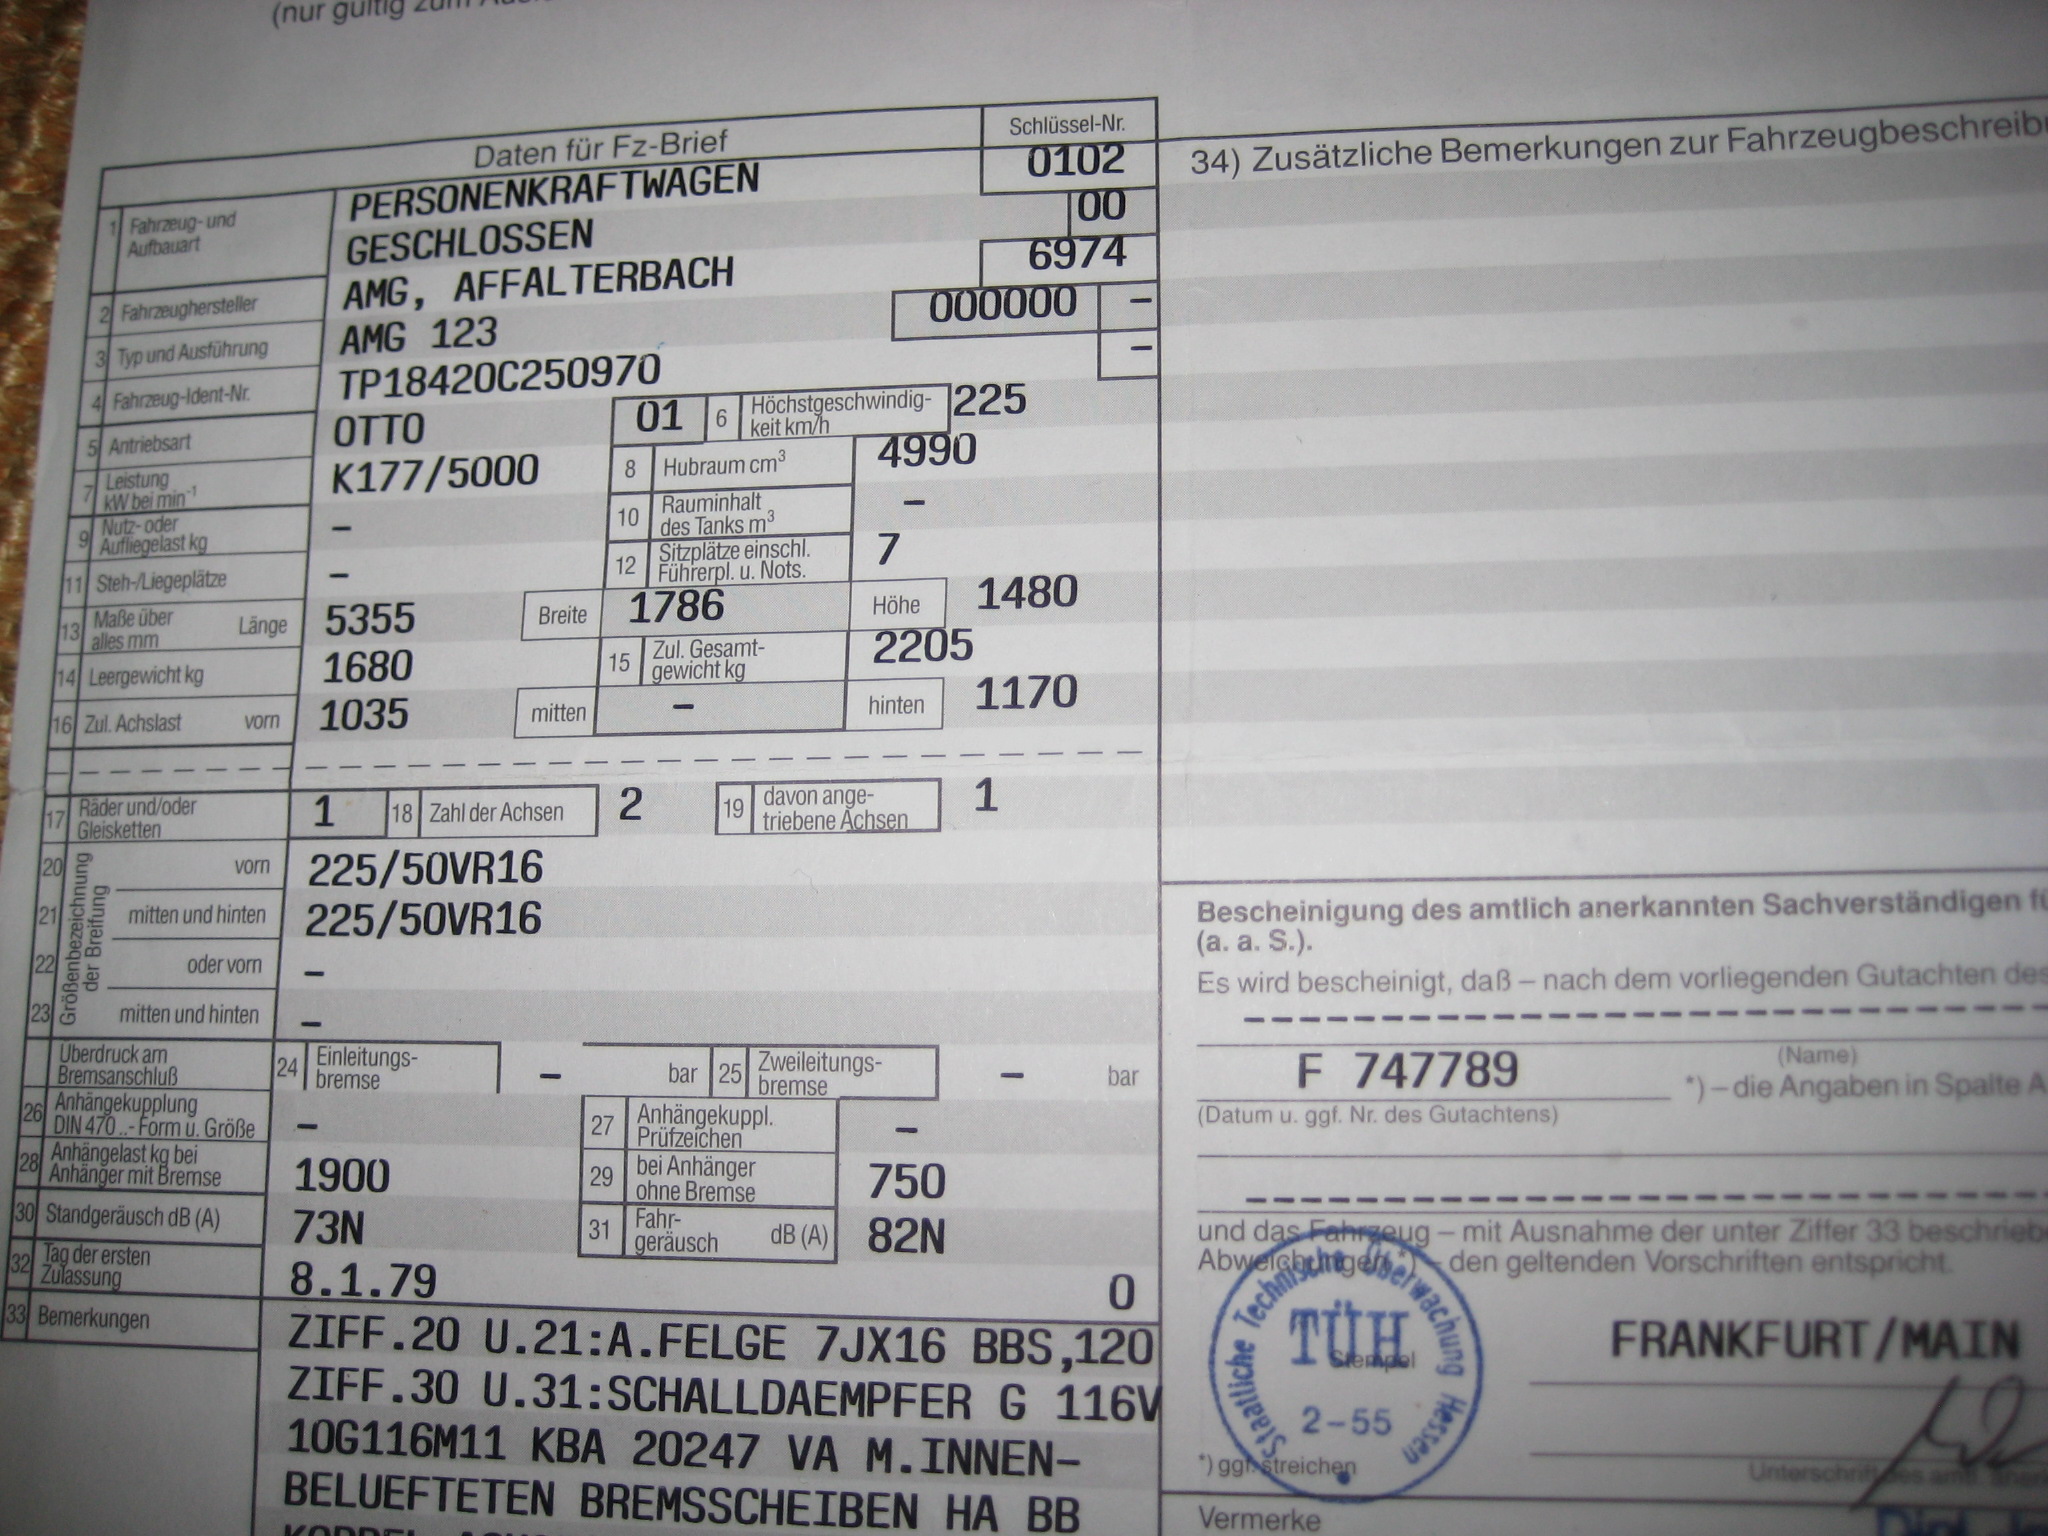 (nur gültig zum
Daten für Fz-Brief
Schlüssel-Nr.
1 Fahrzeug- und Aufbauart
PERSONENKRAFTWAGEN 0102
GESCHLOSSEN 00
2 Fahrzeughersteller AMG, AFFALTERBACH 6974
3 Typ und Ausführung AMG 123 000000 –
4 Fahrzeug-Ident-Nr. TP18420C250970 –
5 Antriebsart OTTO 01 6 Höchstgeschwindig-keit km/h 225
7 Leistung kW bei min-1 K177/5000 8 Hubraum cm³ 4990
9 Nutz- oder Aufliegelast kg – 10 Rauminhalt des Tanks m³ –
11 Steh-/Liegeplätze – 12 Sitzplätze einschl. Führerpl. u. Nots. 7
13 Maße über alles mm Länge 5355 Breite 1786 Höhe 1480
14 Leergewicht kg 1680 15 Zul. Gesamt-gewicht kg 2205
16 Zul. Achslast vorn 1035 mitten – hinten 1170
17 Räder und/oder Gleisketten 1 18 Zahl der Achsen 2 19 davon ange-triebene Achsen 1
Größenbezeichnung der Breifung
20 vorn 225/50VR16
21 mitten und hinten 225/50VR16
22 oder vorn –
23 mitten und hinten –
Überdruck am Bremsanschluß 24 Einleitungs-bremse – bar 25 Zweileitungs-bremse – bar
26 Anhängekupplung DIN 470 ..- Form u. Größe – 27 Anhängekuppl. Prüfzeichen –
28 Anhängelast kg bei Anhänger mit Bremse 1900 29 bei Anhänger ohne Bremse 750
30 Standgeräusch dB (A) 73N 31 Fahr-geräusch dB (A) 82N
32 Tag der ersten Zulassung 8.1.79 0
33 Bemerkungen
ZIFF.20 U.21:A.FELGE 7JX16 BBS,120
ZIFF.30 U.31:SCHALLDAEMPFER G 116V
10G116M11 KBA 20247 VA M.INNEN-
BELUEFTETEN BREMSSCHEIBEN HA BB
34) Zusätzliche Bemerkungen zur
Bescheinigung des amtlich anerkannten Sachverständigen
(a. a. S.).
Es wird bescheinigt, daß – nach dem vorliegenden Gutachten des
(Name)
F 747789
*) – die Angaben in Spalte A
(Datum u. ggf. Nr. des Gutachtens)
und das Fahrzeug – mit Ausnahme der unter Ziffer 33
Abweichungen *) – den geltenden Vorschriften entspricht.
Staatliche Technische Überwachung Hessen
TÜH
Stempel
2-55
FRANKFURT/MAIN
*) ggf. streichen
Unterschrift des amtl.
Vermerke